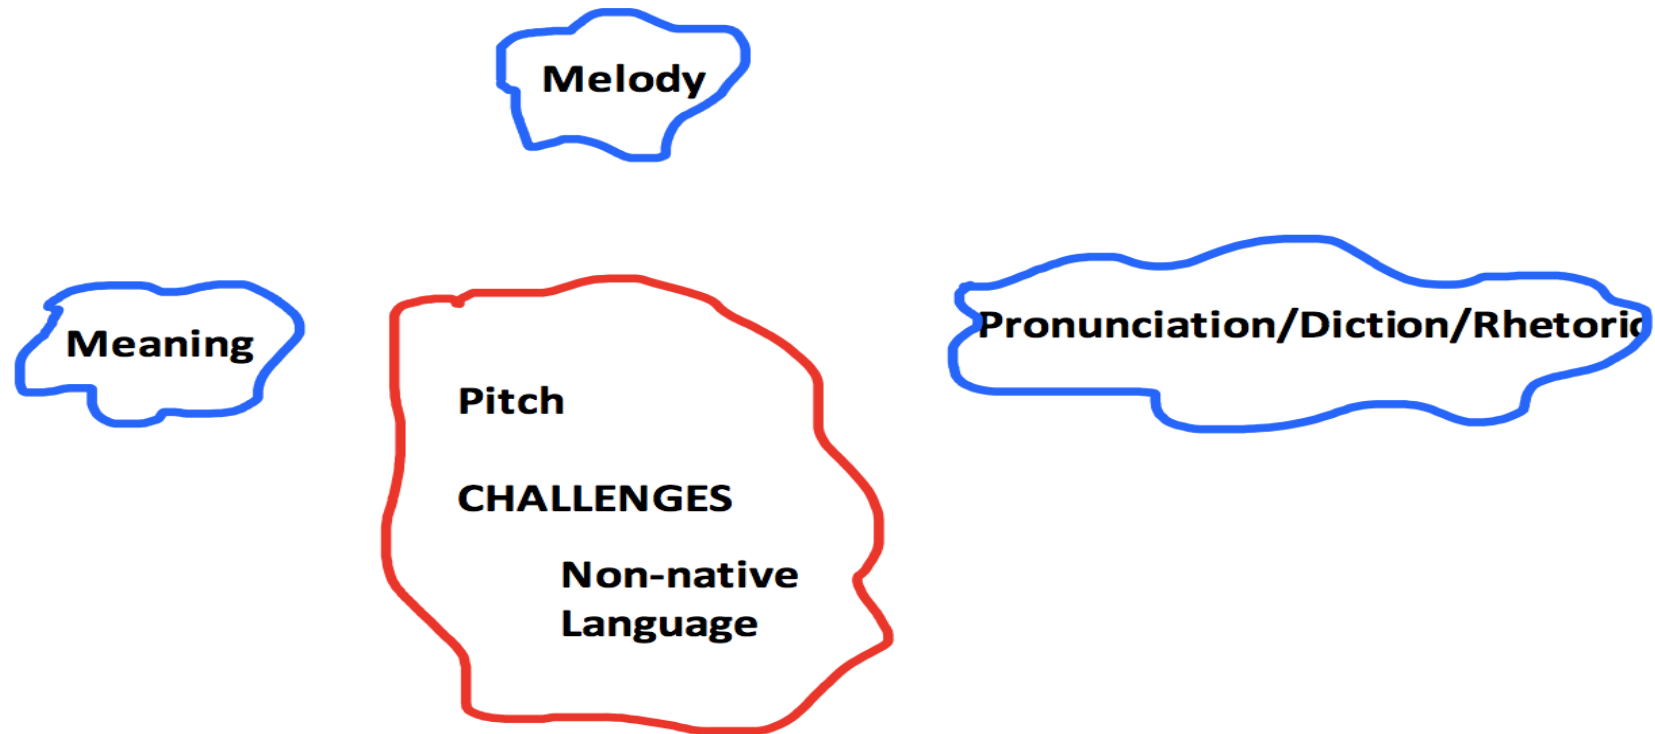 Melody
Meaning
Pronunciation/Diction/Rhetoric
Pitch
CHALLENGES
Non-native
Language